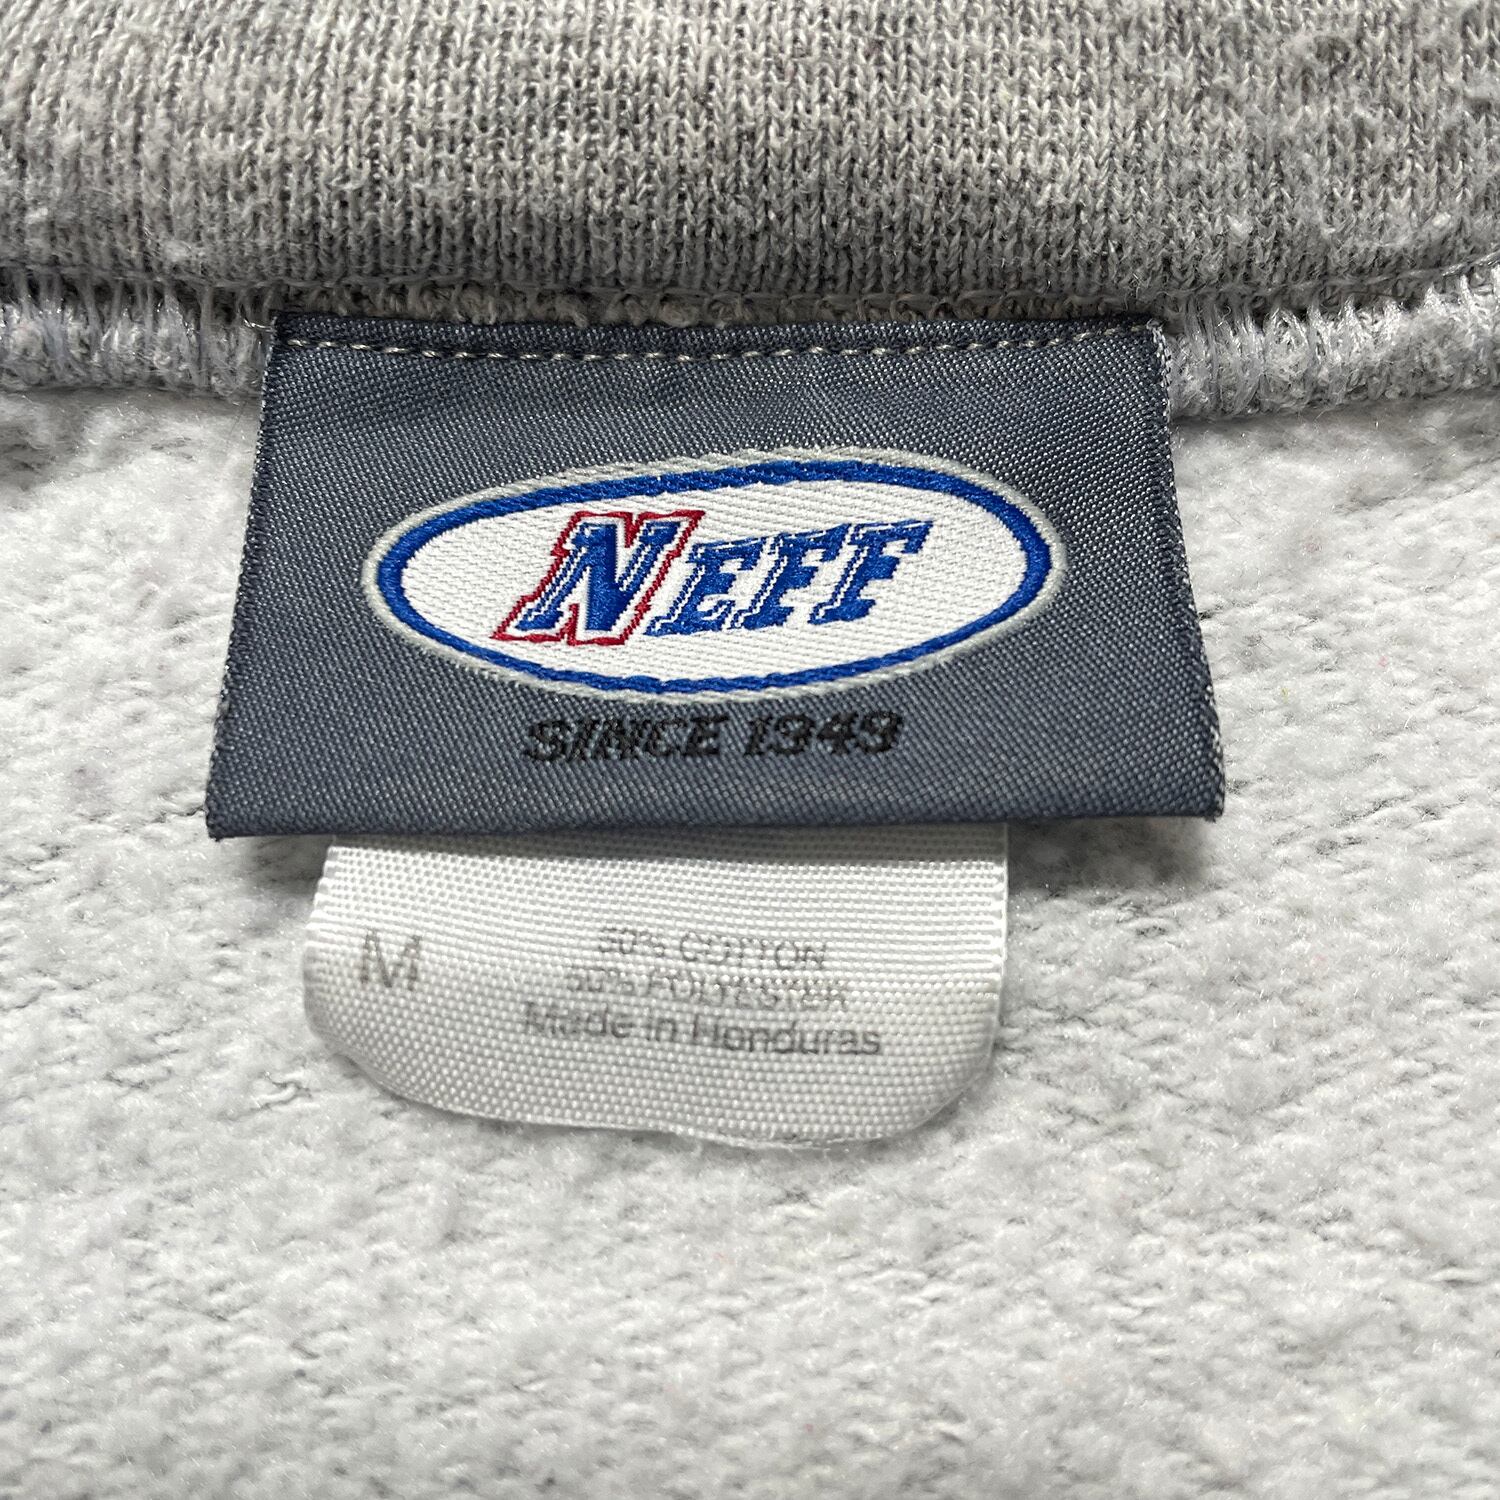 NEFF
SINCE 1949
M
50% COTTON
50% POLYESTER
Made in Honduras